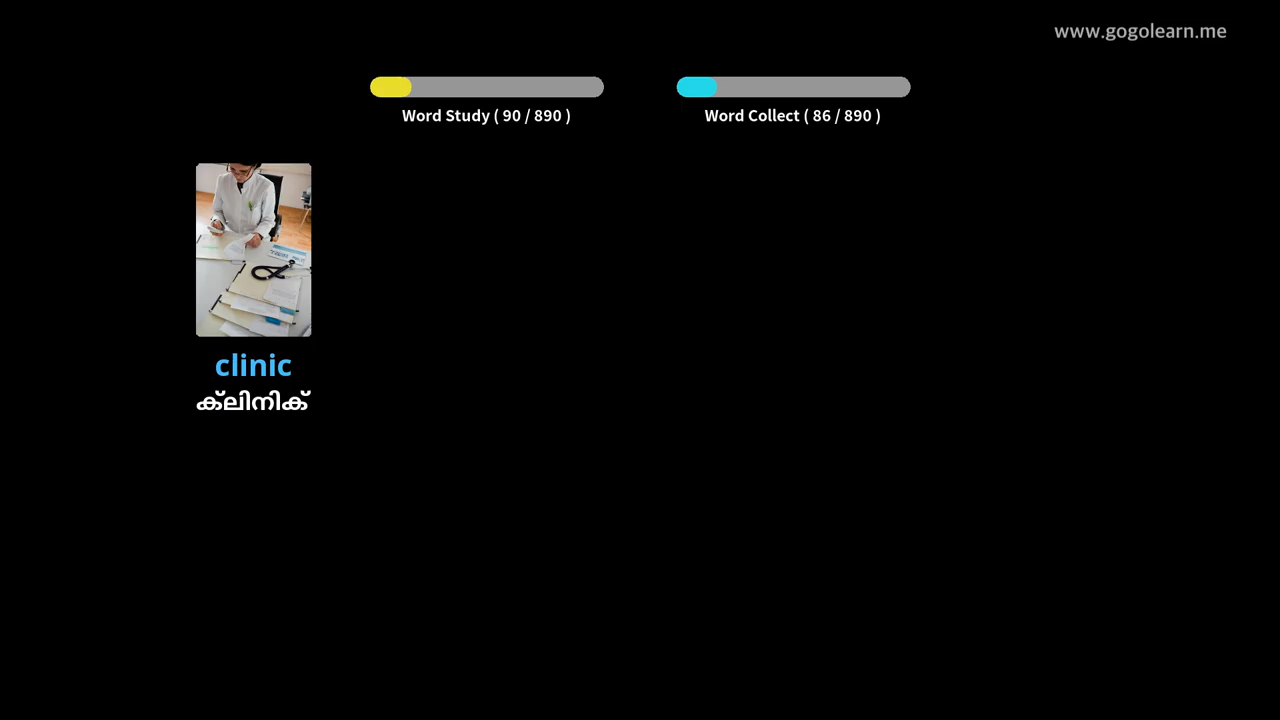 www.gogolearn.me
Word Study ( 90 / 890 )
Word Collect ( 86 / 890 )
clinic
ക്ലിനിക്